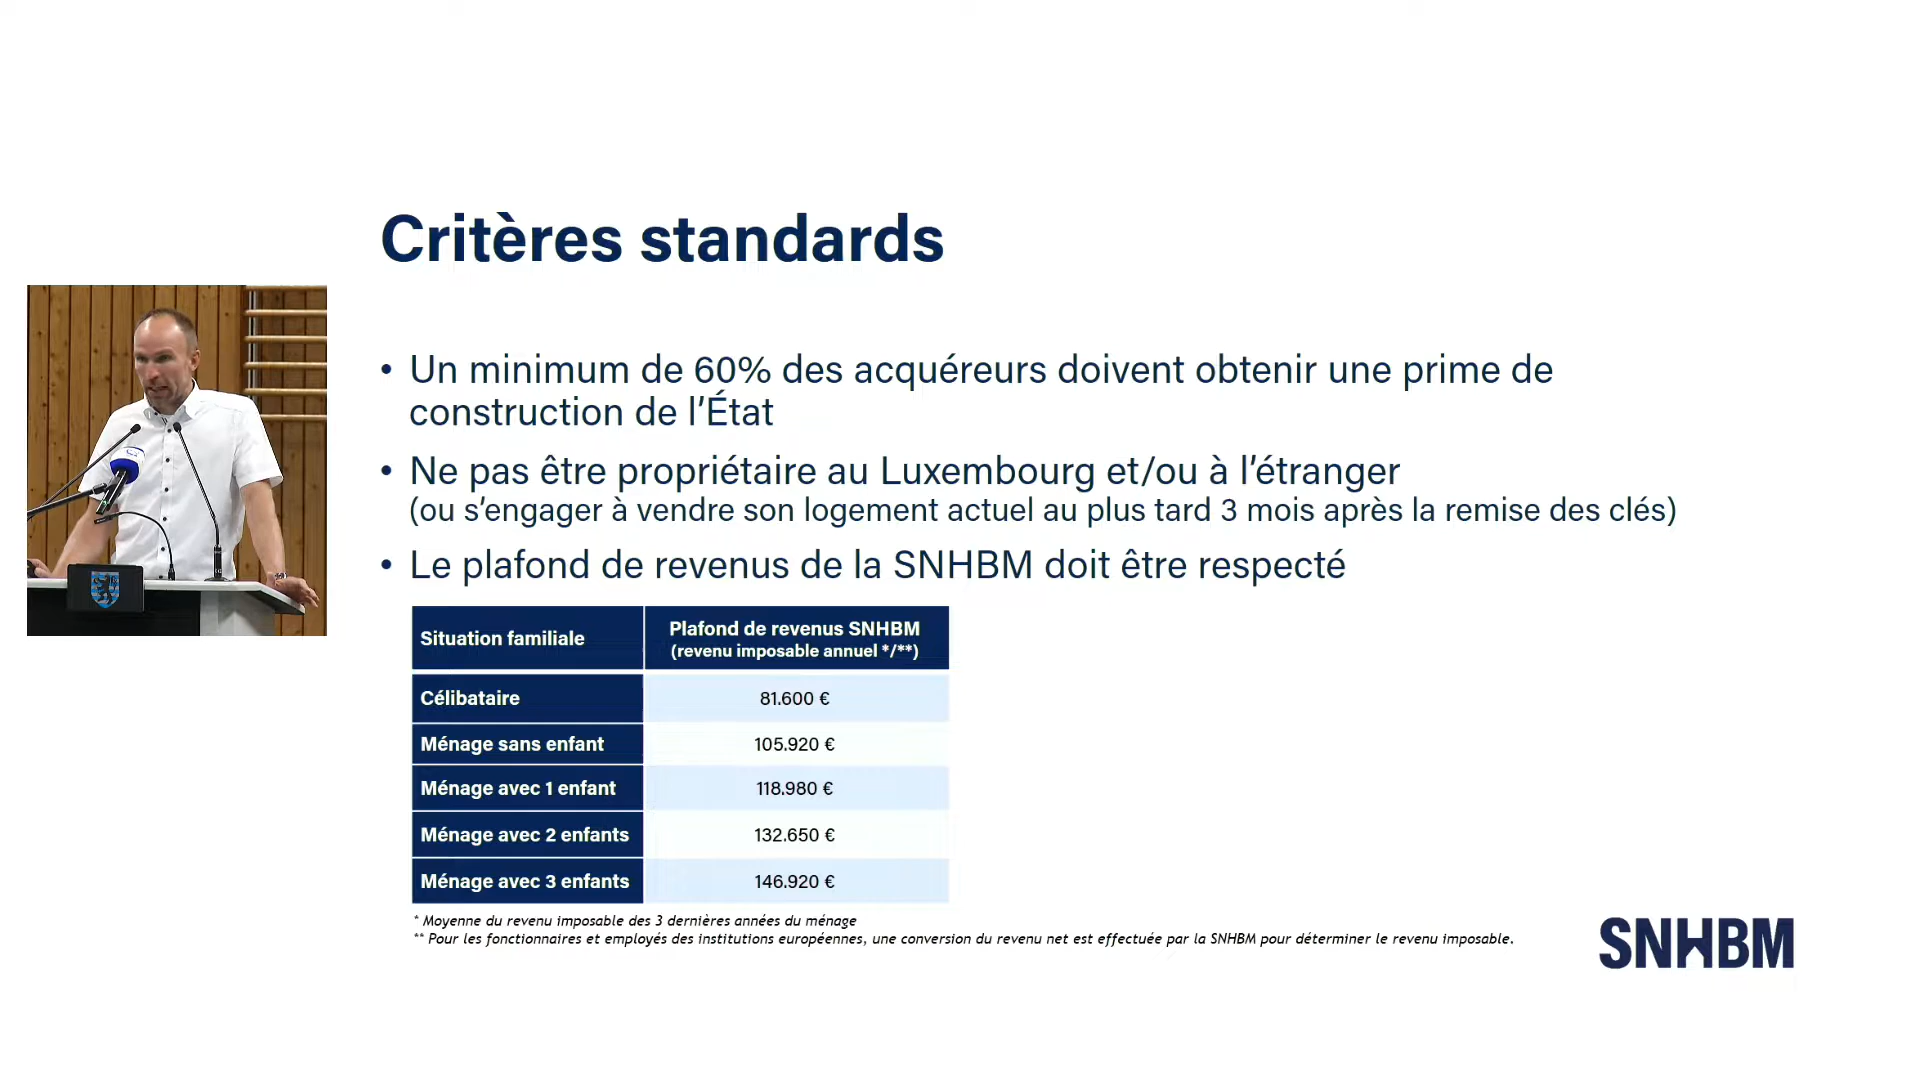 Critères standards
• Un minimum de 60% des acquéreurs doivent obtenir une prime de
construction de l’État
• Ne pas être propriétaire au Luxembourg et/ou à l’étranger
(ou s’engager à vendre son logement actuel au plus tard 3 mois après la remise des clés)
• Le plafond de revenus de la SNHBM doit être respecté
Situation familiale
Plafond de revenus SNHBM
(revenu imposable annuel */**)
Célibataire 81.600 €
Ménage sans enfant 105.920 €
Ménage avec 1 enfant 118.980 €
Ménage avec 2 enfants 132.650 €
Ménage avec 3 enfants 146.920 €
* Moyenne du revenu imposable des 3 dernières années du ménage
** Pour les fonctionnaires et employés des institutions européennes, une conversion du revenu net est effectuée par la SNHBM pour déterminer le revenu imposable.
SNHBM